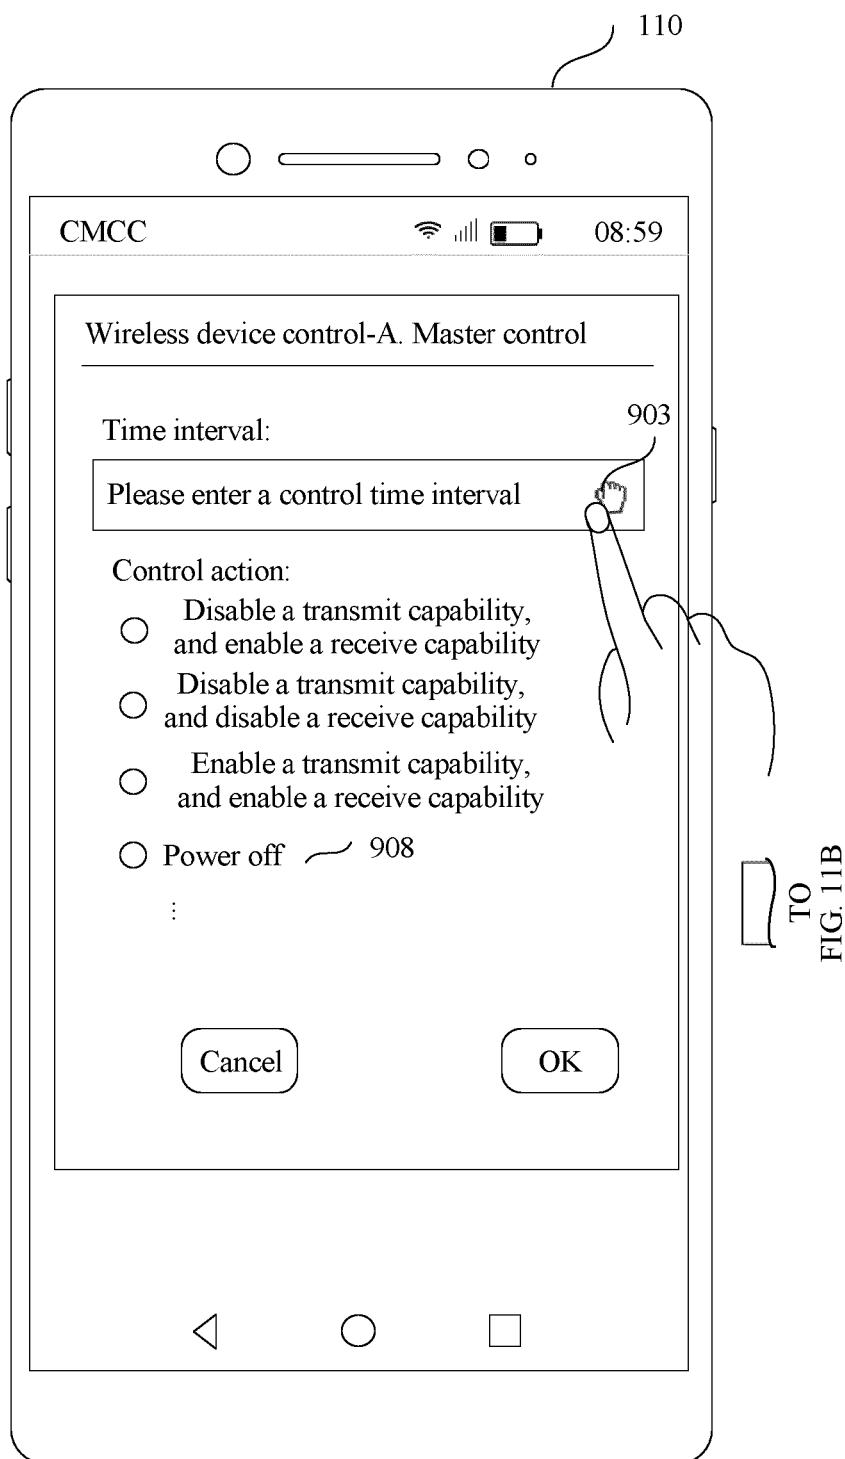 110
CMCC 08:59
Wireless device control-A. Master control
903
Time interval:
Please enter a control time interval
Control action:
Disable a transmit capability,
and enable a receive capability
Disable a transmit capability,
and disable a receive capability
Enable a transmit capability,
and enable a receive capability
Power off 908
⋮
Cancel OK
TO
FIG. 11B